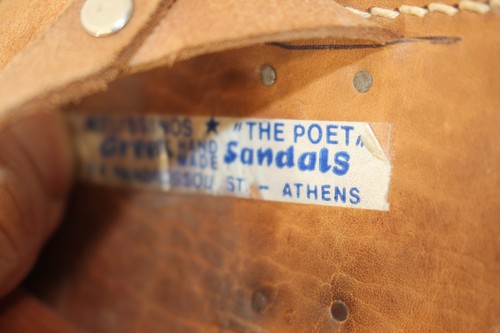 ★ "THE POET"
Greek HAND MADE Sandals
ST. - ATHENS